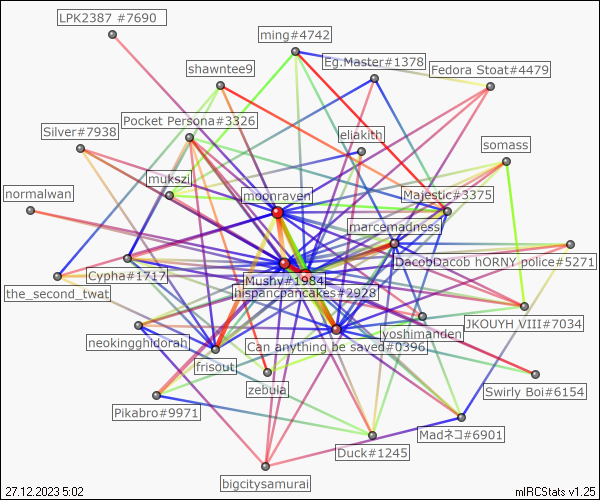 LPK2387 #7690
ming#4742
Eg.Master#1378
shawntee9
Fedora Stoat#4479
Pocket Persona#3326
Silver#7938
eliakith
somass
mukszi
normalwan
moonraven
Majestic#3375
marcemadness
DacobDacob hORNY police#5271
Cypha#1717
Mushy#1984
the_second_twat
hispancpancakes#2928
JKOUYH VIII#7034
neokingghidorah
yoshimanden
Can anything be saved#0396
frisout
zebula
Swirly Boi#6154
Pikabro#9971
Madネコ#6901
Duck#1245
bigcitysamurai
27.12.2023 5:02
mIRCStats v1.25